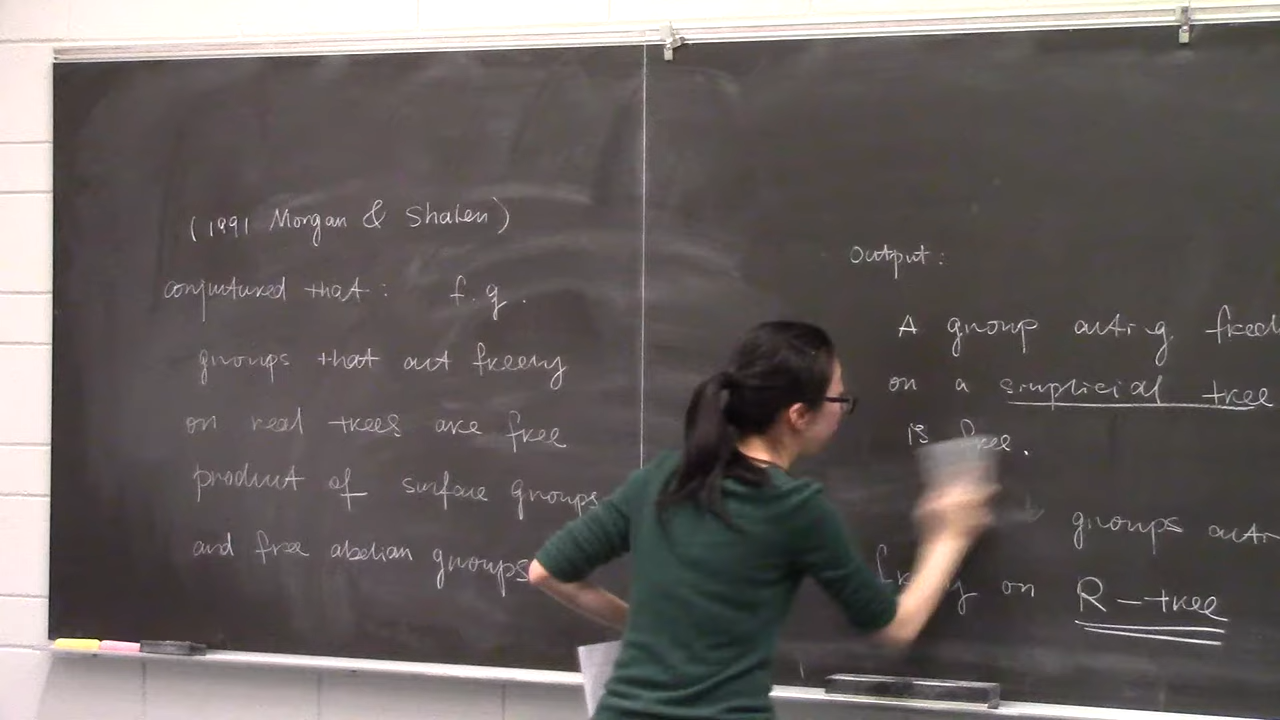 (1991 Morgan & Shalen)
conjectured that: f.g.
groups that act freely
on real trees are free
product of surface groups
and free abelian groups
Output:
A group acting freel
on a simplicial tree
is free.
groups acti
on R-tree